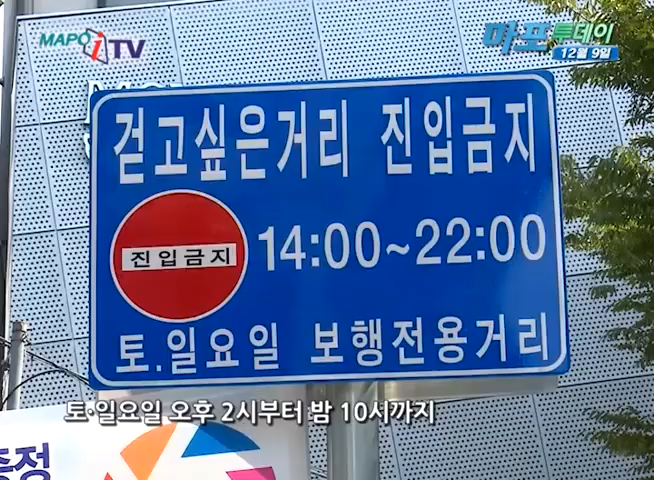 MAPO i TV
마포 투데이
12월 9일
걷고싶은거리 진입금지
진입금지
14:00~22:00
토.일요일 보행전용거리
토·일요일 오후 2시부터 밤 10시까지